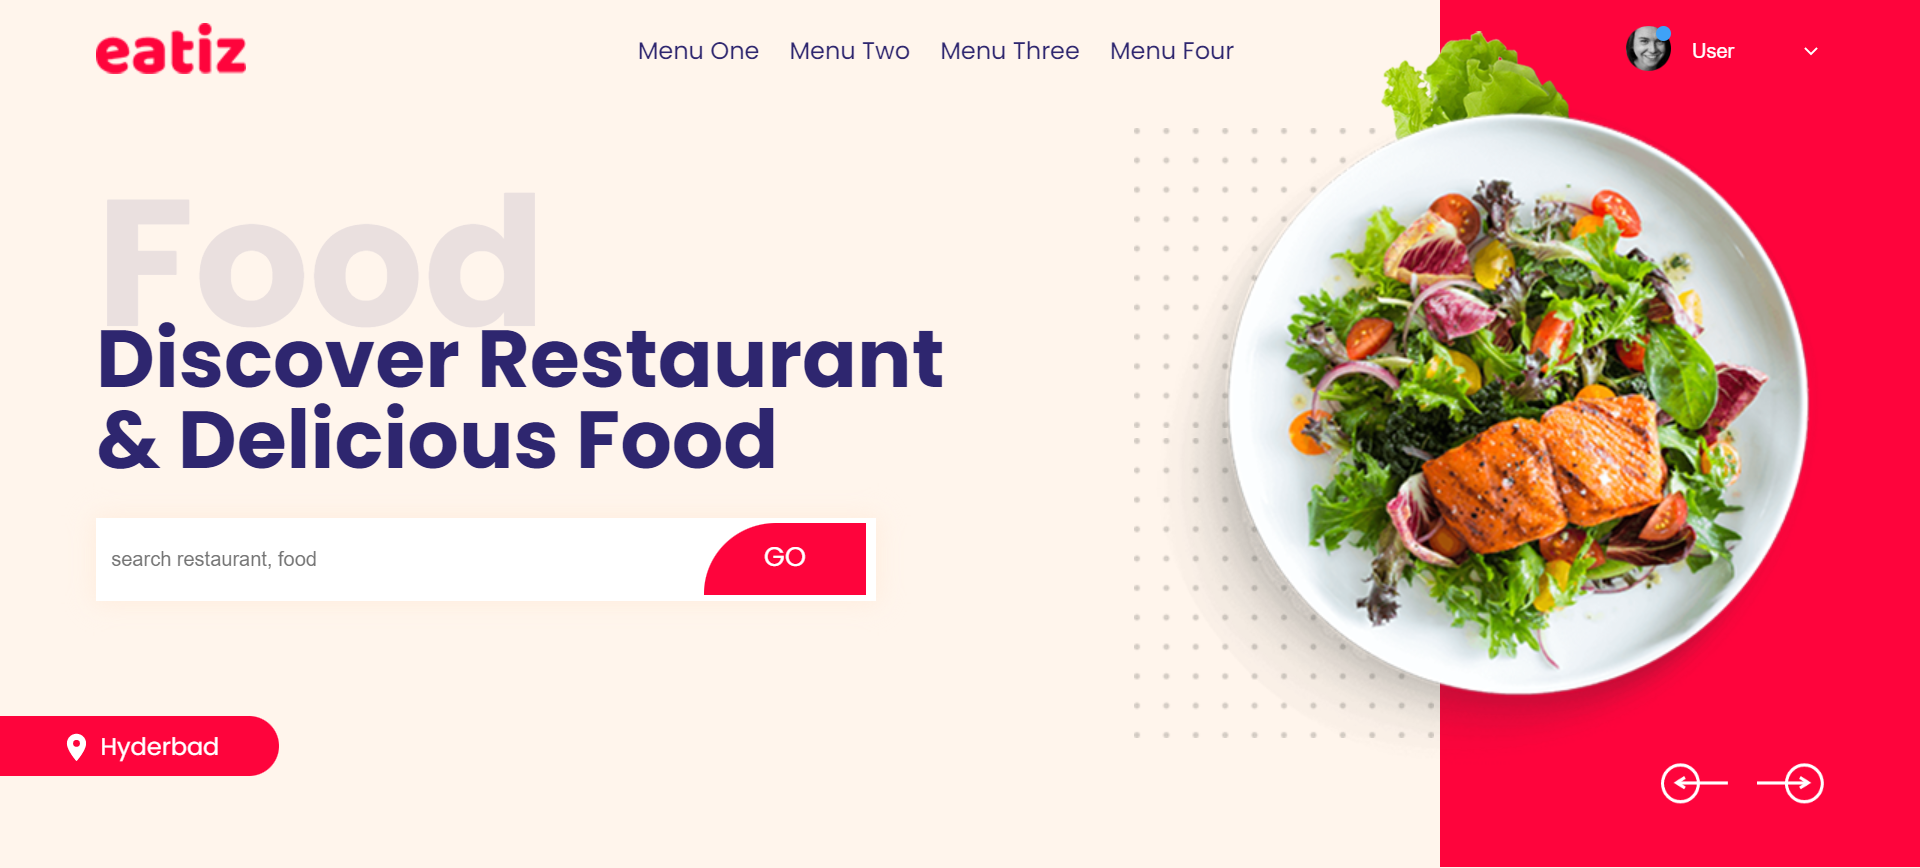 eatiz
Menu One Menu Two Menu Three Menu Four
User
Food
Discover Restaurant
& Delicious Food
search restaurant, food
GO
Hyderbad